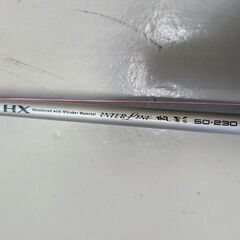 HX Reinforced with Whisker Material INTER LINE 50-230